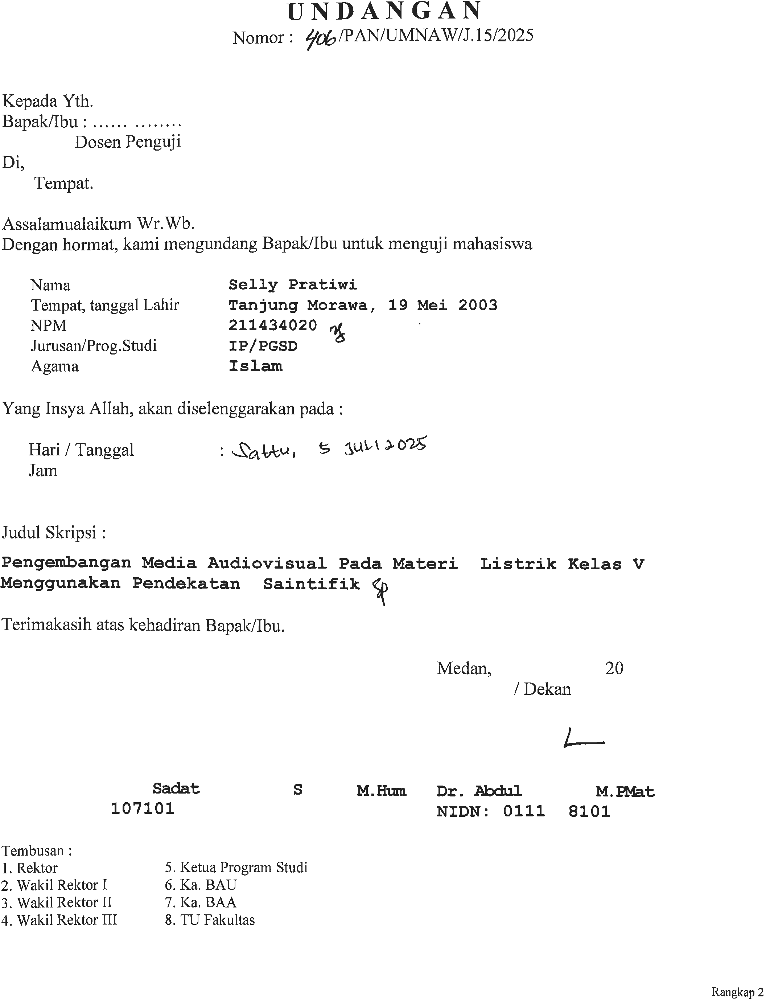 UNDANGAN
Nomor : 406/PAN/UMNAW/J.15/2025
Kepada Yth.
Bapak/Ibu : ...... ........
Dosen Penguji
Di,
Tempat.
Assalamualaikum Wr.Wb.
Dengan hormat, kami mengundang Bapak/Ibu untuk menguji mahasiswa
Nama Selly Pratiwi
Tempat, tanggal Lahir Tanjung Morawa, 19 Mei 2003
NPM 211434020
Jurusan/Prog.Studi IP/PGSD
Agama Islam
Yang Insya Allah, akan diselenggarakan pada :
Hari / Tanggal : Sabtu, 5 JULI 2025
Jam
Judul Skripsi :
Pengembangan Media Audiovisual Pada Materi Listrik Kelas V
Menggunakan Pendekatan Saintifik
Terimakasih atas kehadiran Bapak/Ibu.
Medan, 20
/ Dekan
Sadat S M.Hum Dr. Abdul M.PMat
107101 NIDN: 0111 8101
Tembusan :
1. Rektor 5. Ketua Program Studi
2. Wakil Rektor I 6. Ka. BAU
3. Wakil Rektor II 7. Ka. BAA
4. Wakil Rektor III 8. TU Fakultas
Rangkap 2